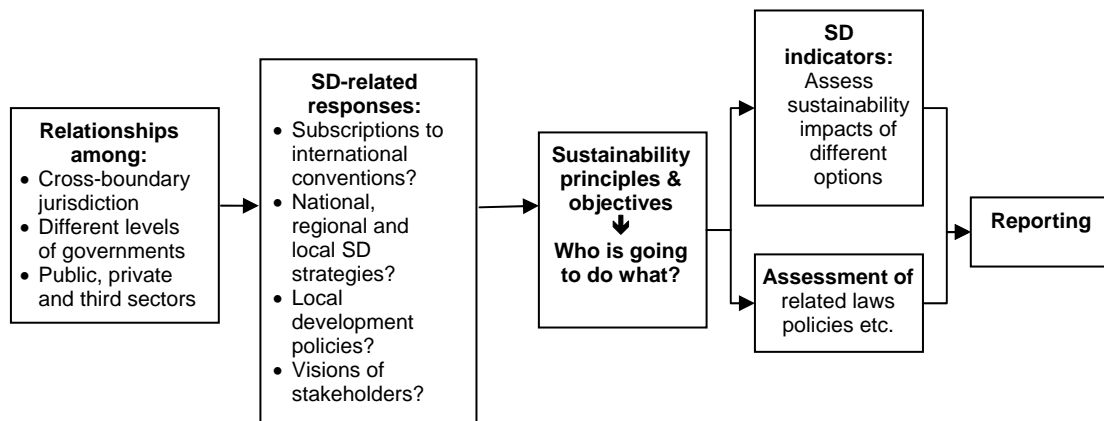 Relationships
among:
• Cross-boundary
jurisdiction
• Different levels
of governments
• Public, private
and third sectors
SD-related
responses:
• Subscriptions to
international
conventions?
• National,
regional and
local SD
strategies?
• Local
development
policies?
• Visions of
stakeholders?
Sustainability
principles &
objectives
Who is going
to do what?
SD
indicators:
Assess
sustainability
impacts of
different
options
Assessment of
related laws
policies etc.
Reporting